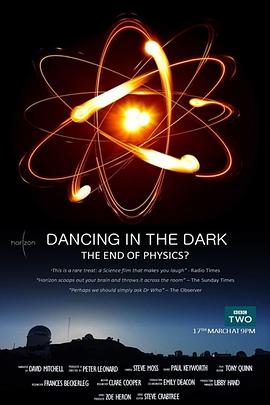 horizon
DANCING IN THE DARK
THE END OF PHYSICS?
"This is a rare treat: a Science film that makes you laugh" - Radio Times
"Horizon scoops out your brain and throws it across the room" – The Sunday Times
"Perhaps we should simply ask Dr Who" – The Observer
BBC
TWO
17TH MARCH AT 9PM
DAVID MITCHELL PETER LEONARD STEVE MOSS PAUL KEYWORTH TONY QUINN
FRANCES BECKERLEG CLARE COOPER EMILY DEACON LIBBY HAND
PRODUCER ZOE HERON STEVE CRABTREE